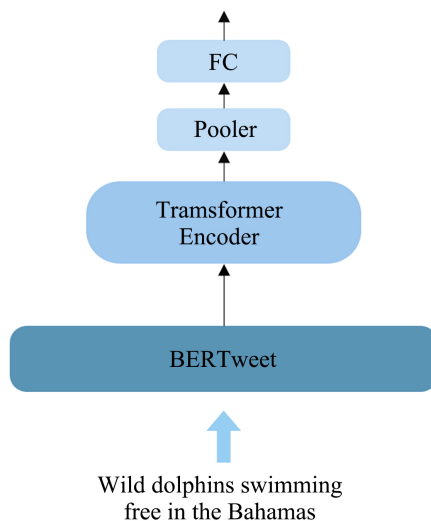 FC
Pooler
Tramsformer
Encoder
BERTweet
Wild dolphins swimming
free in the Bahamas